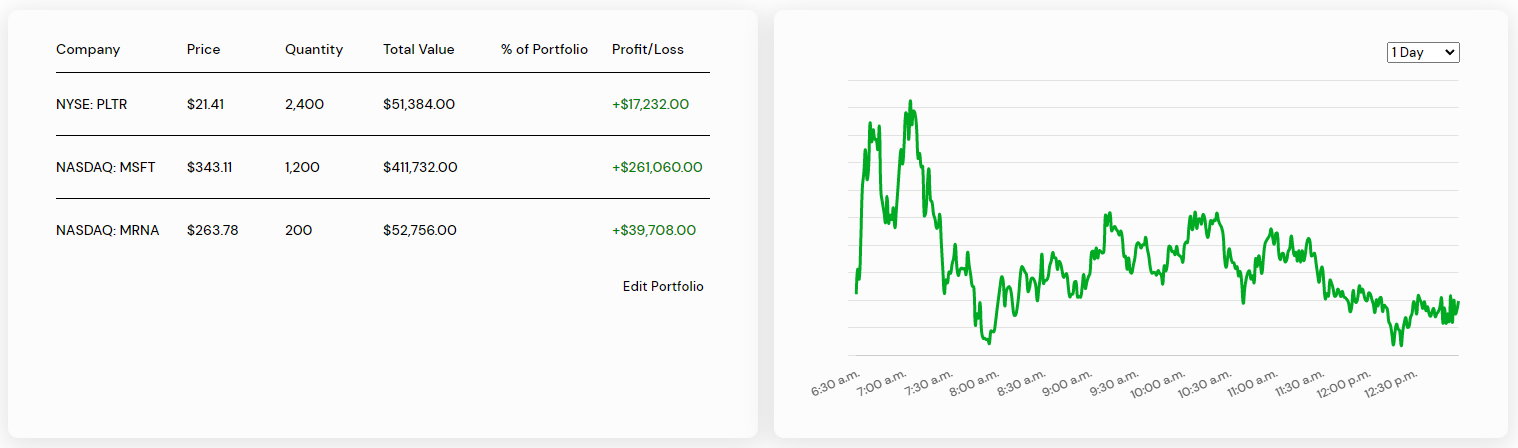 Company Price Quantity Total Value % of Portfolio Profit/Loss
NYSE: PLTR $21.41 2,400 $51,384.00 +$17,232.00
NASDAQ: MSFT $343.11 1,200 $411,732.00 +$261,060.00
NASDAQ: MRNA $263.78 200 $52,756.00 +$39,708.00
Edit Portfolio
1 Day
6:30 a.m. 7:00 a.m. 7:30 a.m. 8:00 a.m. 8:30 a.m. 9:00 a.m. 9:30 a.m. 10:00 a.m. 10:30 a.m. 11:00 a.m. 11:30 a.m. 12:00 p.m. 12:30 p.m.